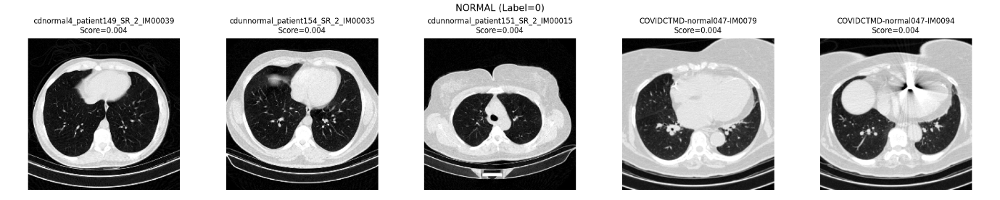 NORMAL (Label=0)
cdnormal4_patient149_SR_2_IM00039
Score=0.004
cdunnormal_patient154_SR_2_IM00035
Score=0.004
cdunnormal_patient151_SR_2_IM00015
Score=0.004
COVIDCTMD-normal047-IM0079
Score=0.004
COVIDCTMD-normal047-IM0094
Score=0.004